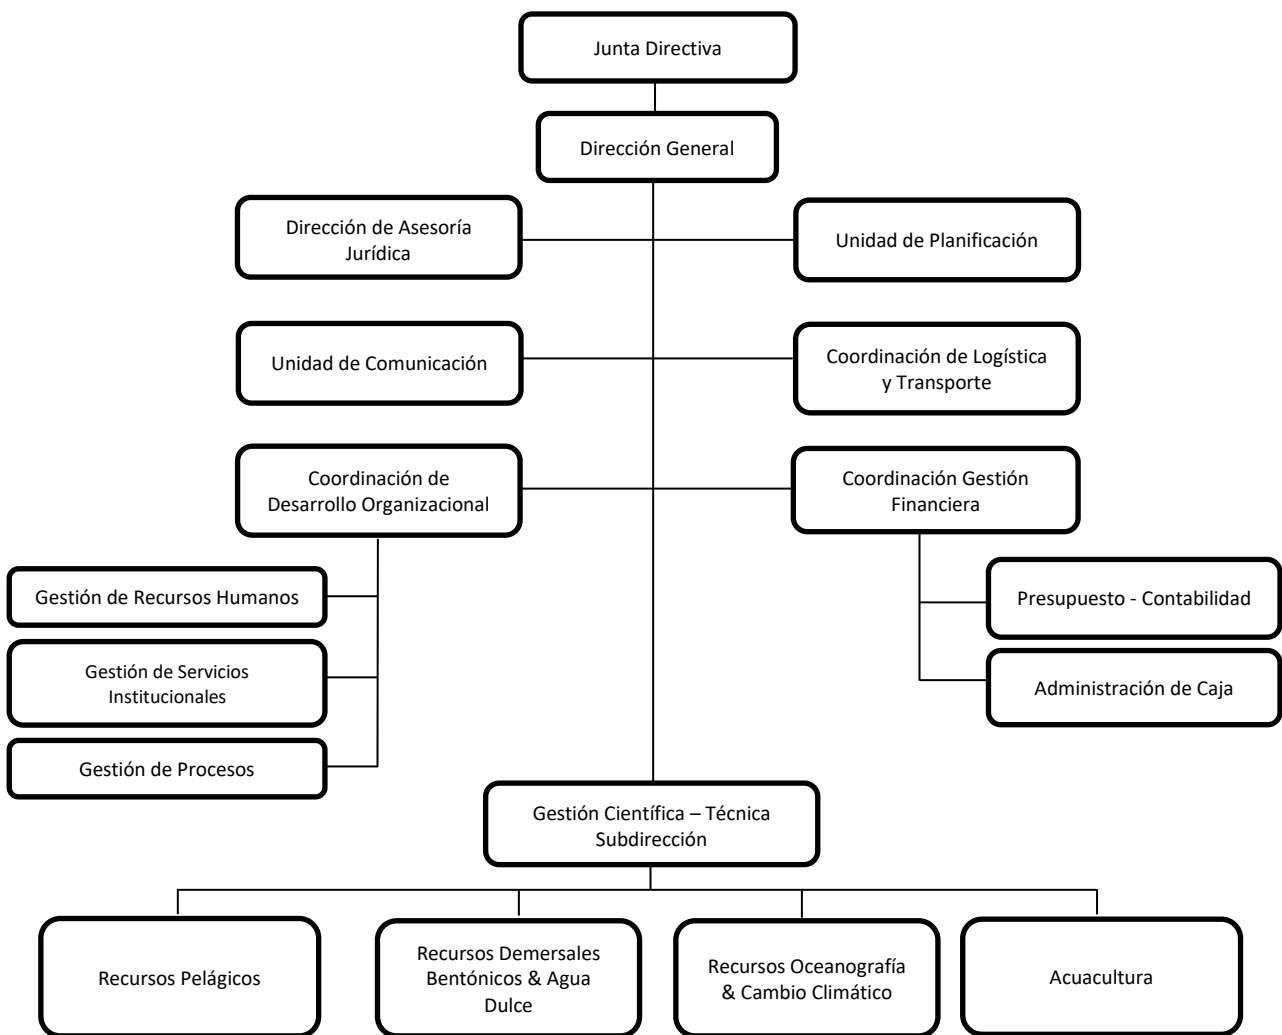 Junta Directiva
Dirección General
Dirección de Asesoría
Jurídica
Unidad de Planificación
Unidad de Comunicación
Coordinación de Logística
y Transporte
Coordinación de
Desarrollo Organizacional
Coordinación Gestión
Financiera
Gestión de Recursos Humanos
Gestión de Servicios
Institucionales
Gestión de Procesos
Presupuesto - Contabilidad
Administración de Caja
Gestión Científica – Técnica
Subdirección
Recursos Pelágicos
Recursos Demersales
Bentónicos & Agua
Dulce
Recursos Oceanografía
& Cambio Climático
Acuacultura